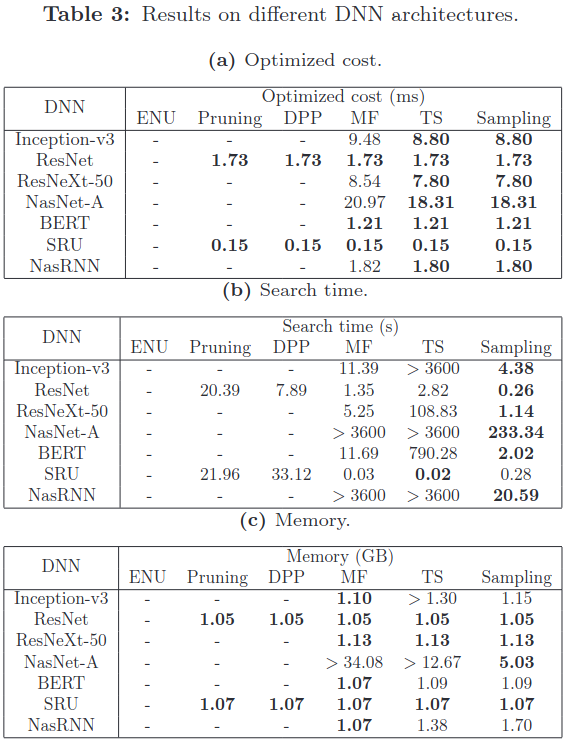 Table 3: Results on different DNN architectures.
(a) Optimized cost.
DNN Optimized cost (ms)
ENU Pruning DPP MF TS Sampling
Inception-v3 - - - 9.48 8.80 8.80
ResNet - 1.73 1.73 1.73 1.73 1.73
ResNeXt-50 - - - 8.54 7.80 7.80
NasNet-A - - - 20.97 18.31 18.31
BERT - - - 1.21 1.21 1.21
SRU - 0.15 0.15 0.15 0.15 0.15
NasRNN - - - 1.82 1.80 1.80
(b) Search time.
DNN Search time (s)
ENU Pruning DPP MF TS Sampling
Inception-v3 - - - 11.39 > 3600 4.38
ResNet - 20.39 7.89 1.35 2.82 0.26
ResNeXt-50 - - - 5.25 108.83 1.14
NasNet-A - - - > 3600 > 3600 233.34
BERT - - - 11.69 790.28 2.02
SRU - 21.96 33.12 0.03 0.02 0.28
NasRNN - - - > 3600 > 3600 20.59
(c) Memory.
DNN Memory (GB)
ENU Pruning DPP MF TS Sampling
Inception-v3 - - - 1.10 > 1.30 1.15
ResNet - 1.05 1.05 1.05 1.05 1.05
ResNeXt-50 - - - 1.13 1.13 1.13
NasNet-A - - - > 34.08 > 12.67 5.03
BERT - - - 1.07 1.09 1.09
SRU - 1.07 1.07 1.07 1.07 1.07
NasRNN - - - 1.07 1.38 1.70